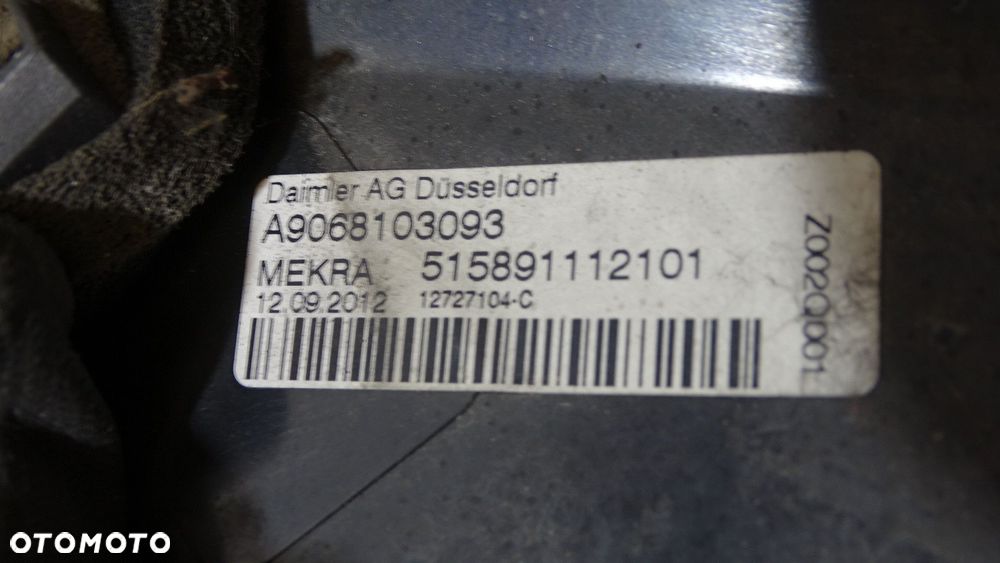 Daimler AG Düsseldorf
A9068103093
MEKRA 515891112101
12.09.2012 12727104-C
Z002Q001
OTOMOTO